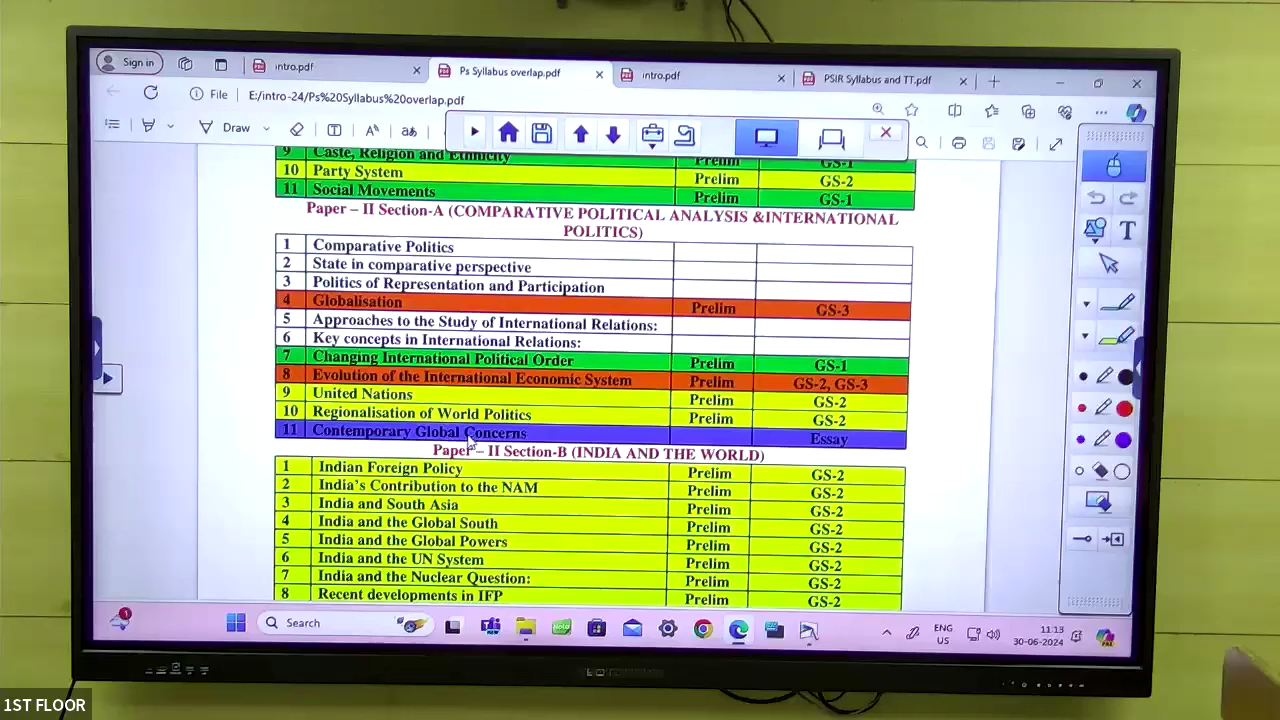 Sign in
intro.pdf
Ps Syllabus overlap.pdf
intro.pdf
PSIR Syllabus and TT.pdf
File
E:/intro-24/Ps%20Syllabus%20overlap.pdf
Draw
9 Caste, Religion and Ethnicity Prelim GS-1
10 Party System Prelim GS-2
11 Social Movements Prelim GS-1
Paper – II Section-A (COMPARATIVE POLITICAL ANALYSIS &INTERNATIONAL
POLITICS)
1 Comparative Politics
2 State in comparative perspective
3 Politics of Representation and Participation
4 Globalisation Prelim GS-3
5 Approaches to the Study of International Relations:
6 Key concepts in International Relations:
7 Changing International Political Order Prelim GS-1
8 Evolution of the International Economic System Prelim GS-2, GS-3
9 United Nations Prelim GS-2
10 Regionalisation of World Politics Prelim GS-2
11 Contemporary Global Concerns Essay
Paper – II Section-B (INDIA AND THE WORLD)
1 Indian Foreign Policy Prelim GS-2
2 India's Contribution to the NAM Prelim GS-2
3 India and South Asia Prelim GS-2
4 India and the Global South Prelim GS-2
5 India and the Global Powers Prelim GS-2
6 India and the UN System Prelim GS-2
7 India and the Nuclear Question: Prelim GS-2
8 Recent developments in IFP Prelim GS-2
Search
ENG
US
11:13
30-06-2024
1ST FLOOR